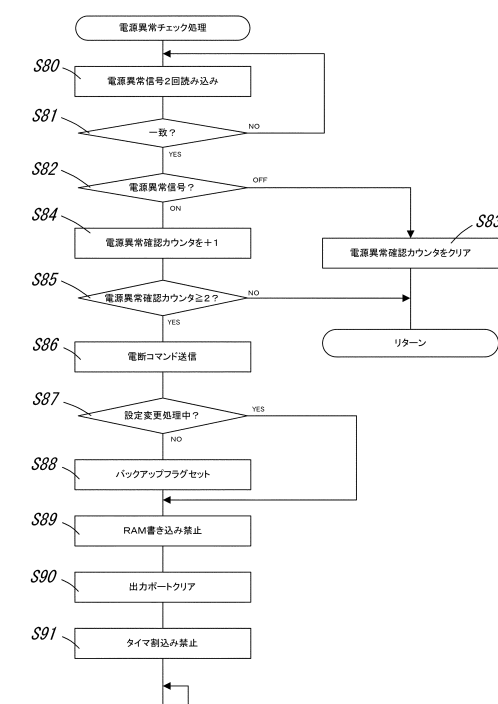 電源異常チェック処理
S80
電源異常信号2回読み込み
S81
一致？
NO
YES
S82
電源異常信号？
OFF
ON
S83
電源異常確認カウンタをクリア
S84
電源異常確認カウンタを＋1
S85
電源異常確認カウンタ≧2？
NO
YES
リターン
S86
電断コマンド送信
S87
設定変更処理中？
YES
NO
S88
バックアップフラグセット
S89
RAM書き込み禁止
S90
出力ポートクリア
S91
タイマ割込み禁止